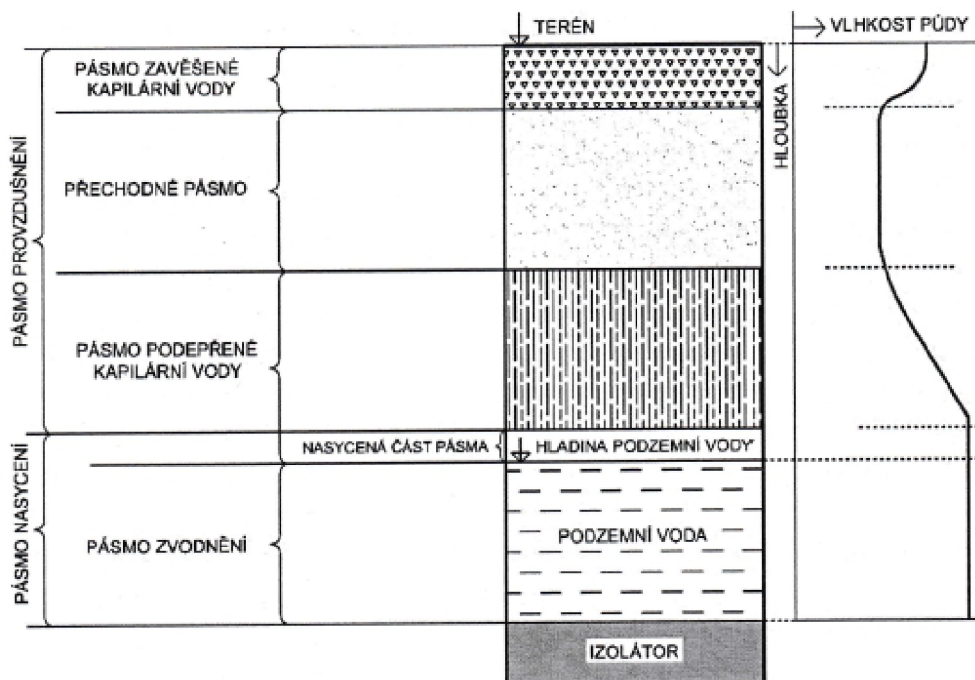 TERÉN
VLHKOST PŮDY
HLOUBKA
PÁSMO PROVZDUŠNĚNÍ
PÁSMO ZAVĚŠENÉ
KAPILÁRNÍ VODY
PŘECHODNÉ PÁSMO
PÁSMO PODEPŘENÉ
KAPILÁRNÍ VODY
NASYCENÁ ČÁST PÁSMA
HLADINA PODZEMNÍ VODY
PÁSMO NASYCENÍ
PÁSMO ZVODNĚNÍ
PODZEMNÍ VODA
IZOLÁTOR